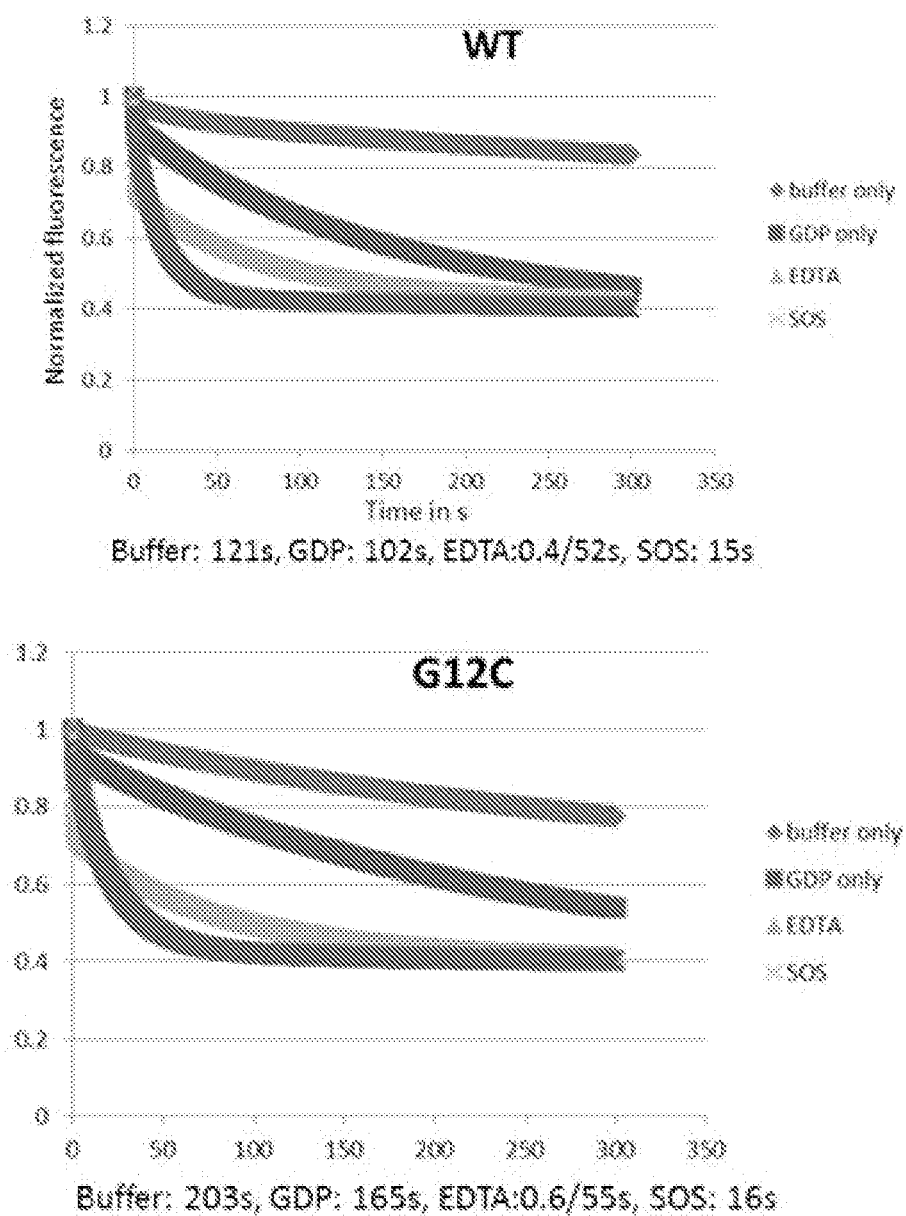 WT
1.2
1
0.8
0.6
0.4
0.2
0
Normalized fluorescence
0 50 100 150 200 250 300 350
Time in s
buffer only
GDP only
EDTA
SOS
Buffer: 121s, GDP: 102s, EDTA:0.4/52s, SOS: 15s
G12C
1.2
1
0.8
0.6
0.4
0.2
0
0 50 100 150 200 250 300 350
buffer only
GDP only
EDTA
SOS
Buffer: 203s, GDP: 165s, EDTA:0.6/55s, SOS: 16s